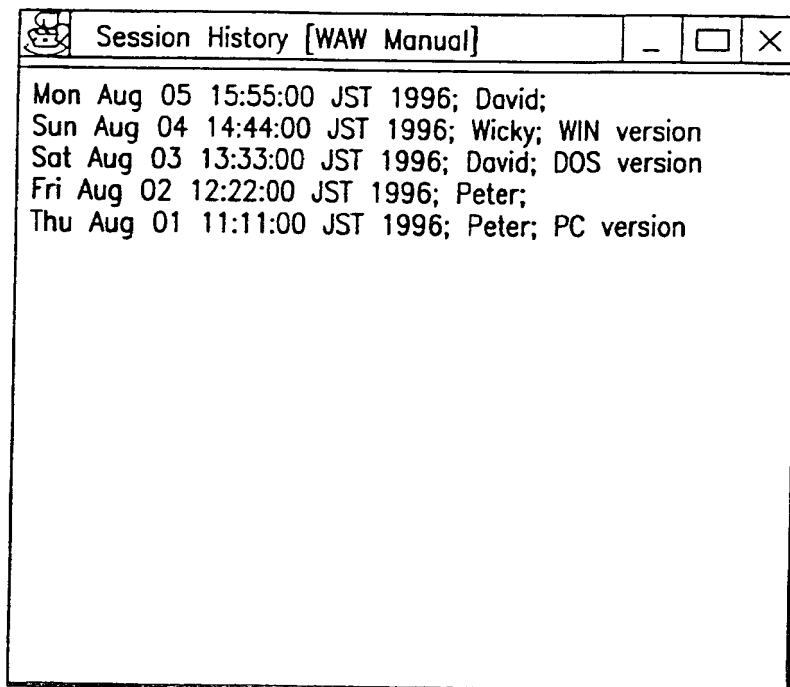 Session History [WAW Manual]
Mon Aug 05 15:55:00 JST 1996; David;
Sun Aug 04 14:44:00 JST 1996; Wicky; WIN version
Sat Aug 03 13:33:00 JST 1996; David; DOS version
Fri Aug 02 12:22:00 JST 1996; Peter;
Thu Aug 01 11:11:00 JST 1996; Peter; PC version